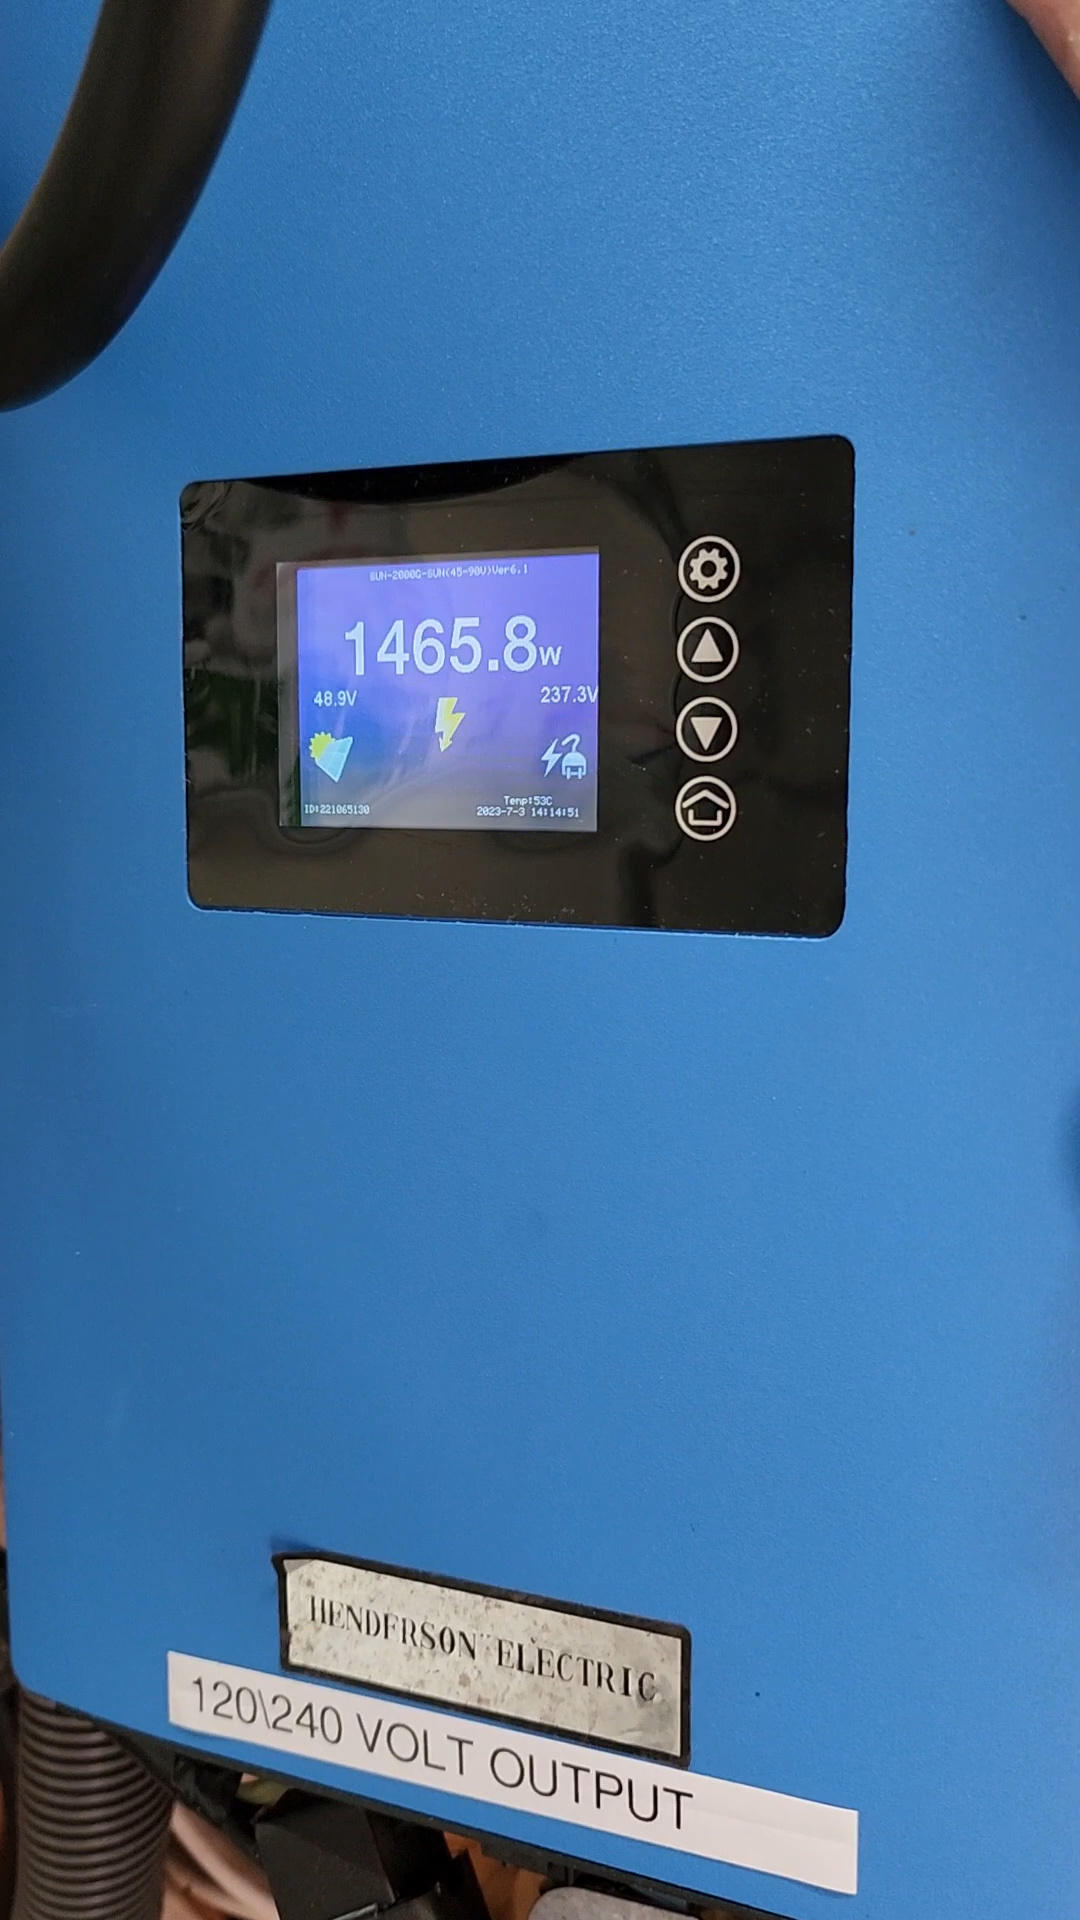 SUN-2000G-SUN(45-90V)Ver6.1
1465.8W
48.9V
237.3V
Temp:53C
ID:221065130
2023-7-3 14:14:51
HENDERSON ELECTRIC
120\240 VOLT OUTPUT